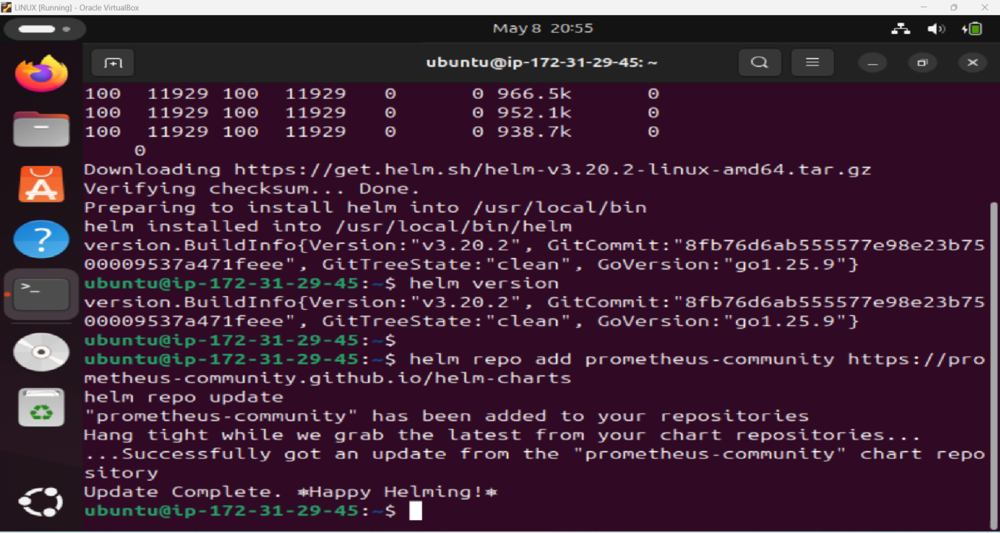 LINUX [Running] - Oracle VirtualBox
May 8 20:55
ubuntu@ip-172-31-29-45: ~
100 11929 100 11929 0 0 966.5k 0
100 11929 100 11929 0 0 952.1k 0
100 11929 100 11929 0 0 938.7k 0
0
Downloading https://get.helm.sh/helm-v3.20.2-linux-amd64.tar.gz
Verifying checksum... Done.
Preparing to install helm into /usr/local/bin
helm installed into /usr/local/bin/helm
version.BuildInfo{Version:"v3.20.2", GitCommit:"8fb76d6ab555577e98e23b75
00009537a471feee", GitTreeState:"clean", GoVersion:"go1.25.9"}
ubuntu@ip-172-31-29-45:~$ helm version
version.BuildInfo{Version:"v3.20.2", GitCommit:"8fb76d6ab555577e98e23b75
00009537a471feee", GitTreeState:"clean", GoVersion:"go1.25.9"}
ubuntu@ip-172-31-29-45:~$
ubuntu@ip-172-31-29-45:~$ helm repo add prometheus-community https://pro
metheus-community.github.io/helm-charts
helm repo update
"prometheus-community" has been added to your repositories
Hang tight while we grab the latest from your chart repositories...
...Successfully got an update from the "prometheus-community" chart repo
sitory
Update Complete. ⎈Happy Helming!⎈
ubuntu@ip-172-31-29-45:~$